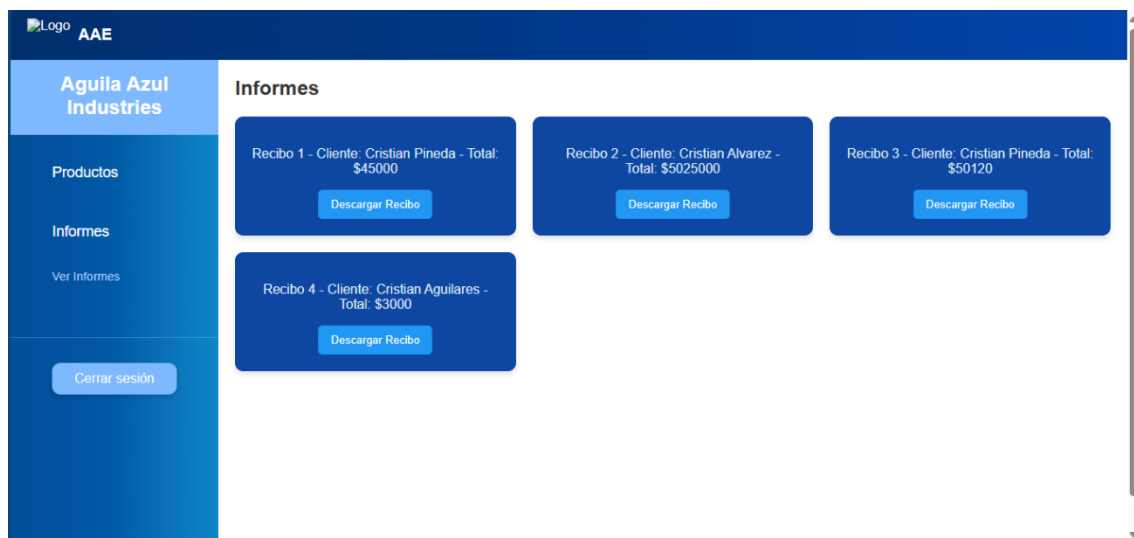 Logo AAE
Aguila Azul
Industries
Productos
Informes
Ver Informes
Cerrar sesión
Informes
Recibo 1 - Cliente: Cristian Pineda - Total:
$45000
Descargar Recibo
Recibo 2 - Cliente: Cristian Alvarez -
Total: $5025000
Descargar Recibo
Recibo 3 - Cliente: Cristian Pineda - Total:
$50120
Descargar Recibo
Recibo 4 - Cliente: Cristian Aguilares -
Total: $3000
Descargar Recibo